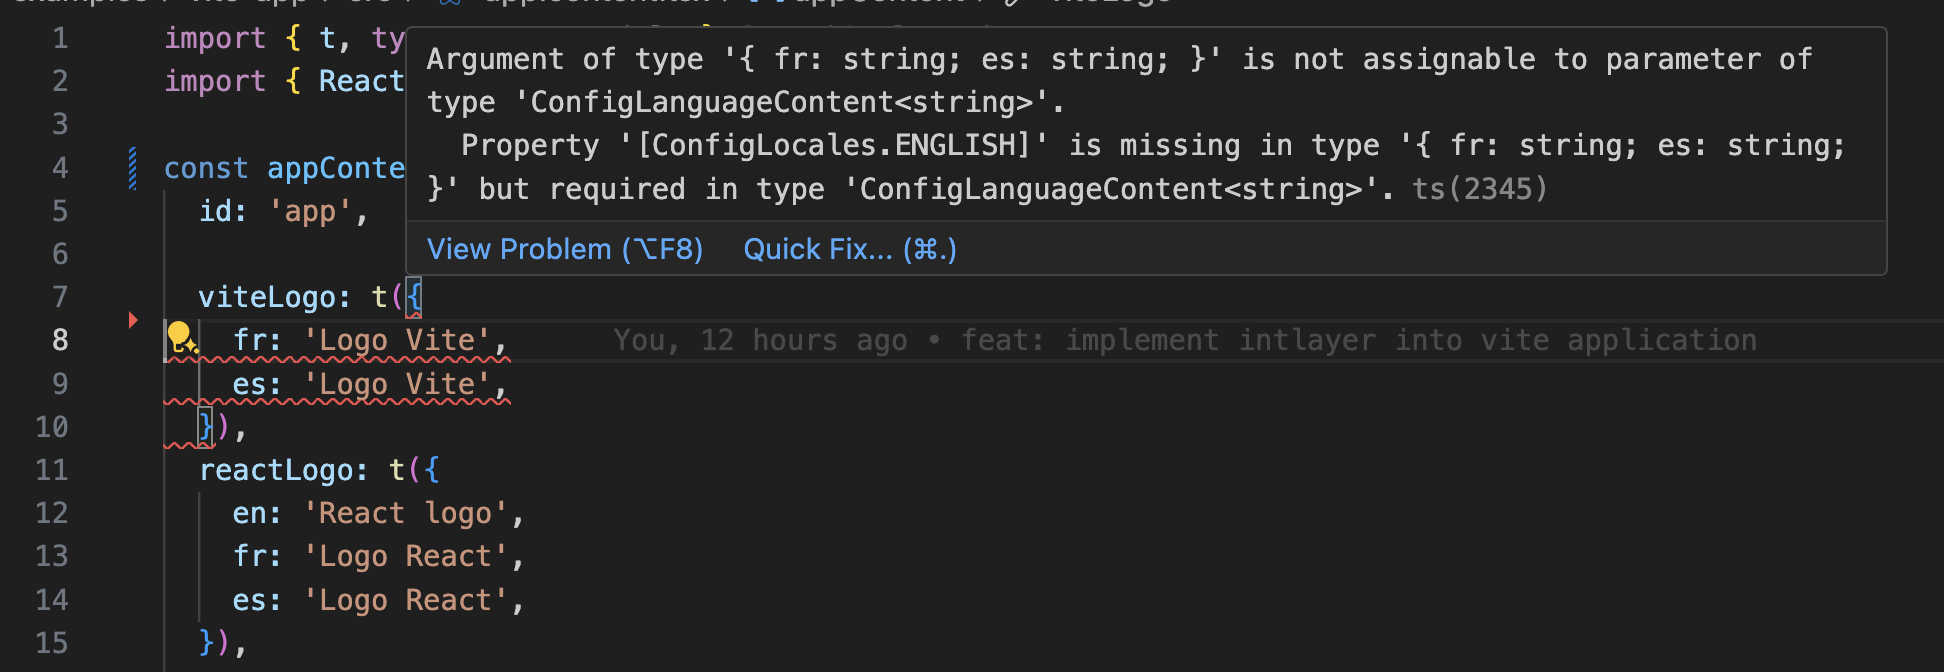 1 import { t, ty
2 import { React
3
4 const appConte
5 id: 'app',
6
7 viteLogo: t({
8 fr: 'Logo Vite', You, 12 hours ago • feat: implement intlayer into vite application
9 es: 'Logo Vite',
10 }),
11 reactLogo: t({
12 en: 'React logo',
13 fr: 'Logo React',
14 es: 'Logo React',
15 }),
Argument of type '{ fr: string; es: string; }' is not assignable to parameter of
type 'ConfigLanguageContent<string>'.
Property '[ConfigLocales.ENGLISH]' is missing in type '{ fr: string; es: string;
}' but required in type 'ConfigLanguageContent<string>'. ts(2345)
View Problem (⌥F8) Quick Fix... (⌘.)